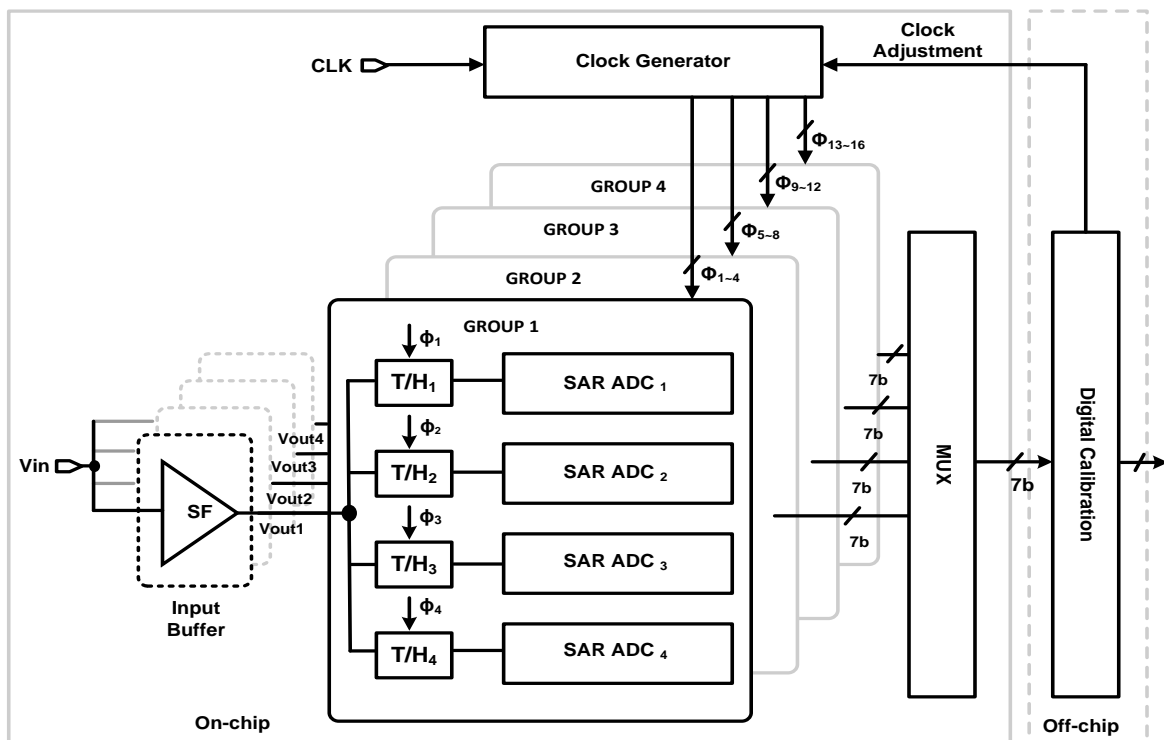 Clock Generator
CLK
Clock
Adjustment
Φ13~16
GROUP 4
Φ9~12
GROUP 3
Φ5~8
GROUP 2
Φ1~4
GROUP 1
Φ1
T/H1
SAR ADC 1
Φ2
T/H2
SAR ADC 2
Φ3
T/H3
SAR ADC 3
Φ4
T/H4
SAR ADC 4
Vin
SF
Vout4
Vout3
Vout2
Vout1
Input
Buffer
7b
7b
7b
7b
MUX
7b
Digital Calibration
On-chip
Off-chip